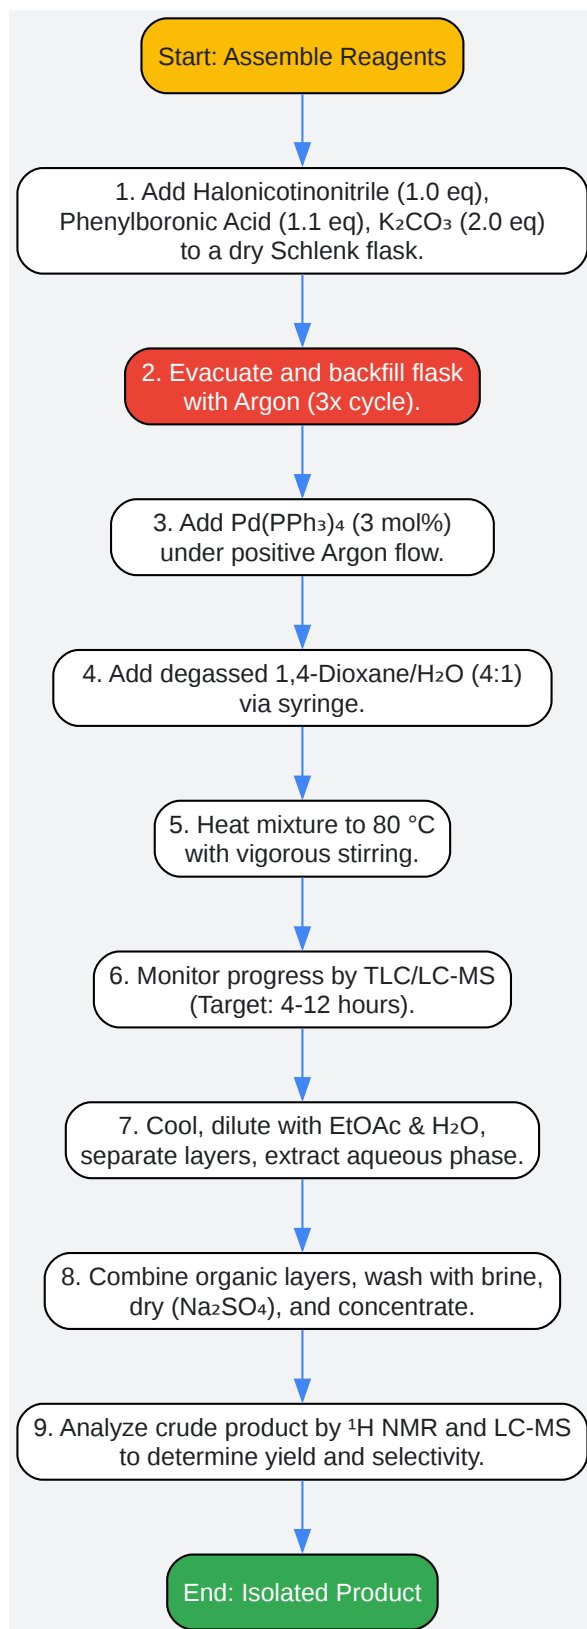 Start: Assemble Reagents
1. Add Halonicotinonitrile (1.0 eq),
Phenylboronic Acid (1.1 eq), K₂CO₃ (2.0 eq)
to a dry Schlenk flask.
2. Evacuate and backfill flask
with Argon (3x cycle).
3. Add Pd(PPh₃)₄ (3 mol%)
under positive Argon flow.
4. Add degassed 1,4-Dioxane/H₂O (4:1)
via syringe.
5. Heat mixture to 80 °C
with vigorous stirring.
6. Monitor progress by TLC/LC-MS
(Target: 4-12 hours).
7. Cool, dilute with EtOAc & H₂O,
separate layers, extract aqueous phase.
8. Combine organic layers, wash with brine,
dry (Na₂SO₄), and concentrate.
9. Analyze crude product by ¹H NMR and LC-MS
to determine yield and selectivity.
End: Isolated Product